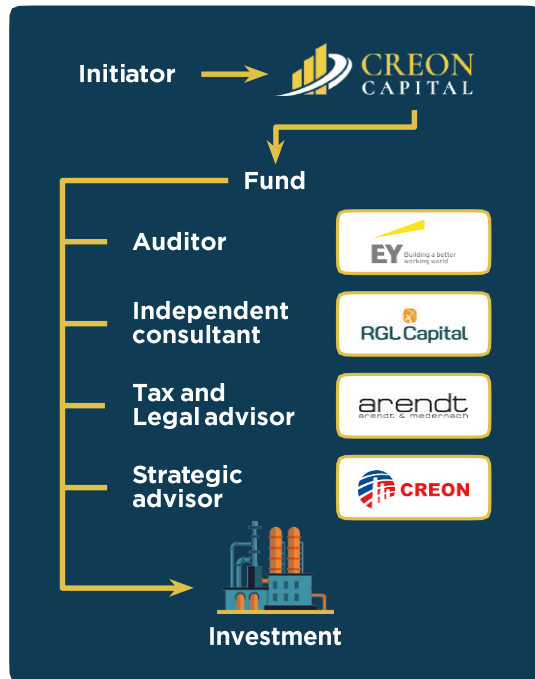 Initiator
CREON
CAPITAL
Fund
Auditor
EY
Building a better
working world
Independent
consultant
RGL Capital
Tax and
Legal advisor
arendt
arendt & medernach
Strategic
advisor
CREON
Investment